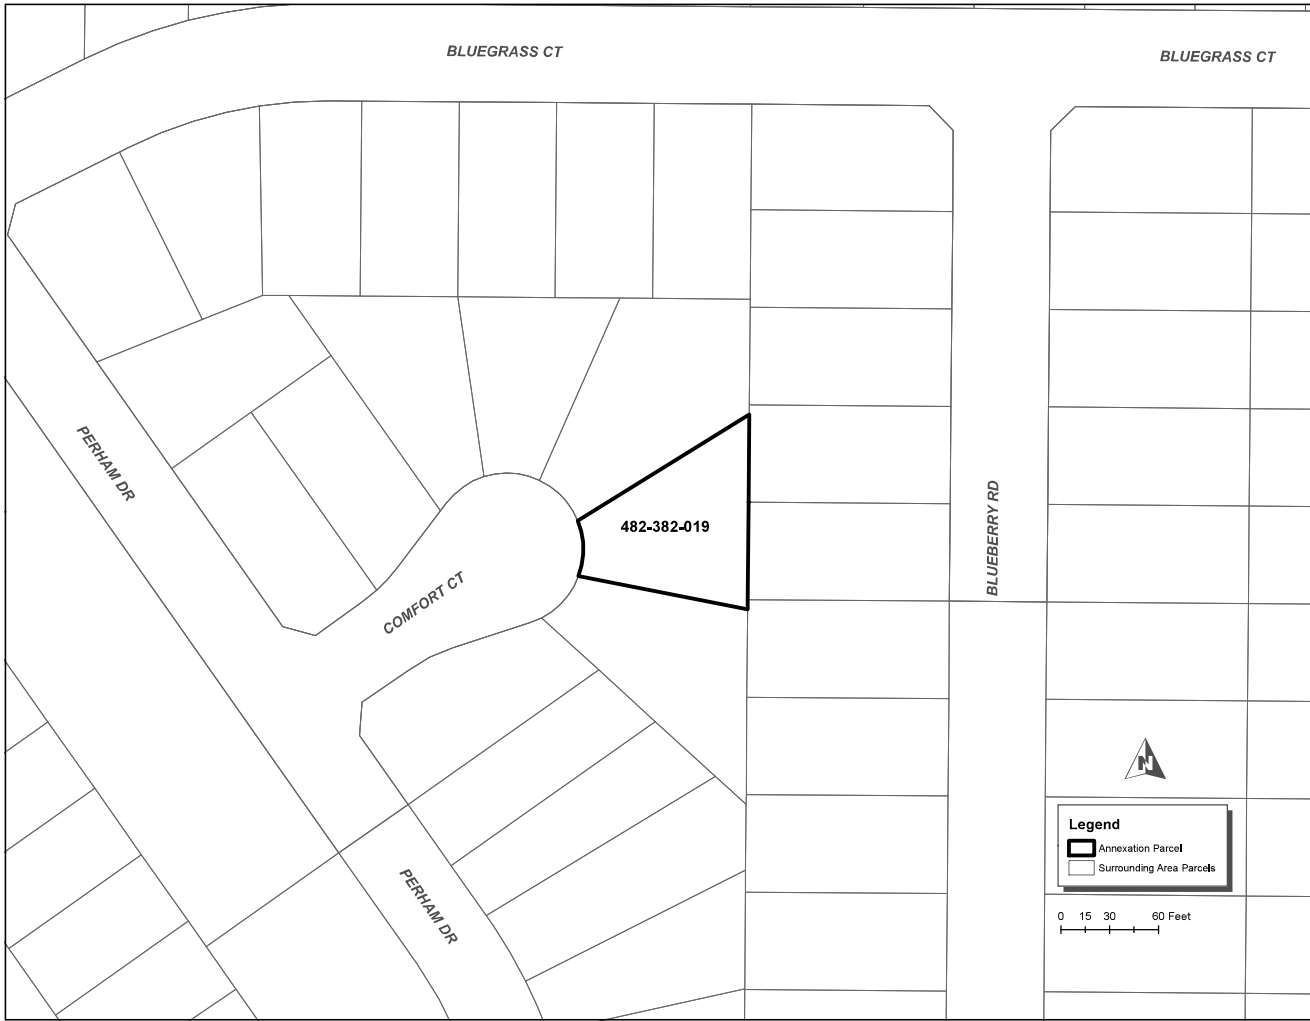 BLUEGRASS CT
BLUEGRASS CT
PERHAM DR
482-382-019
BLUEBERRY RD
COMFORT CT
N
Legend
Annexation Parcel
Surrounding Area Parcels
PERHAM DR
0 15 30 60 Feet